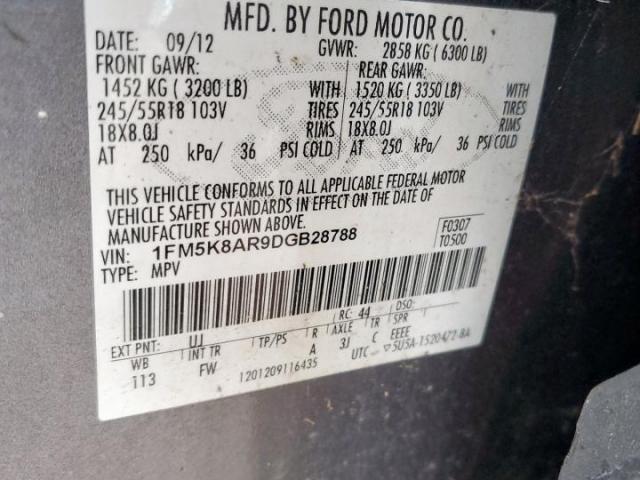 MFD. BY FORD MOTOR CO.
DATE: 09/12 GVWR: 2858 KG ( 6300 LB)
FRONT GAWR: REAR GAWR:
1452 KG ( 3200 LB) WITH 1520 KG ( 3350 LB) WITH
245/55R18 103V TIRES 245/55R18 103V TIRES
18X8.0J RIMS 18X8.0J RIMS
AT 250 kPa/ 36 PSI COLD AT 250 kPa/ 36 PSI COLD
THIS VEHICLE CONFORMS TO ALL APPLICABLE FEDERAL MOTOR
VEHICLE SAFETY STANDARDS IN EFFECT ON THE DATE OF
MANUFACTURE SHOWN ABOVE.
VIN: 1FM5K8AR9DGB28788 F0307
TYPE: MPV T0500
EXT PNT: UJ RC: 44 DSO:
WB INT TR TP/PS R AXLE TR SPR
113 FW A 3J C EEEE
1201209116435 UTC ▽5U5A-1520472-BA